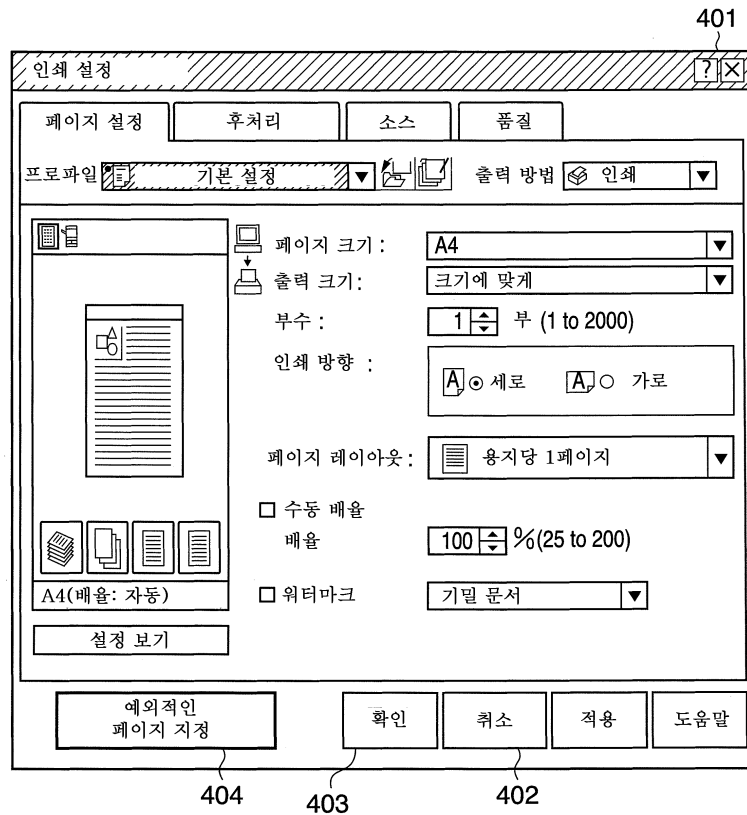 401
인쇄 설정
?
페이지 설정 후처리 소스 품질
프로파일 기본 설정 출력 방법 인쇄
페이지 크기 : A4
출력 크기: 크기에 맞게
부수 : 1 부 (1 to 2000)
인쇄 방향 :
A 세로 A 가로
페이지 레이아웃 : 용지당 1페이지
수동 배율
배율 100 %(25 to 200)
A4(배율: 자동)
워터마크 기밀 문서
설정 보기
예외적인
페이지 지정
확인 취소 적용 도움말
404 403 402